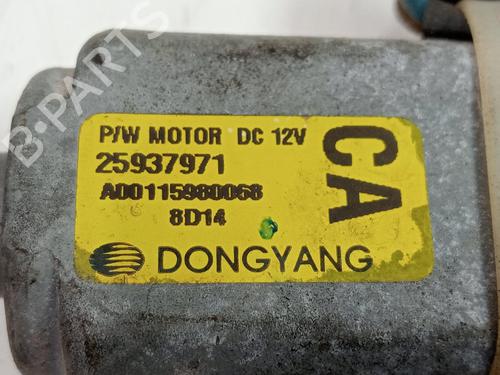 P/W MOTOR DC 12V
25937971
A00115980068
8D14
CA
DONGYANG
B-PARTS